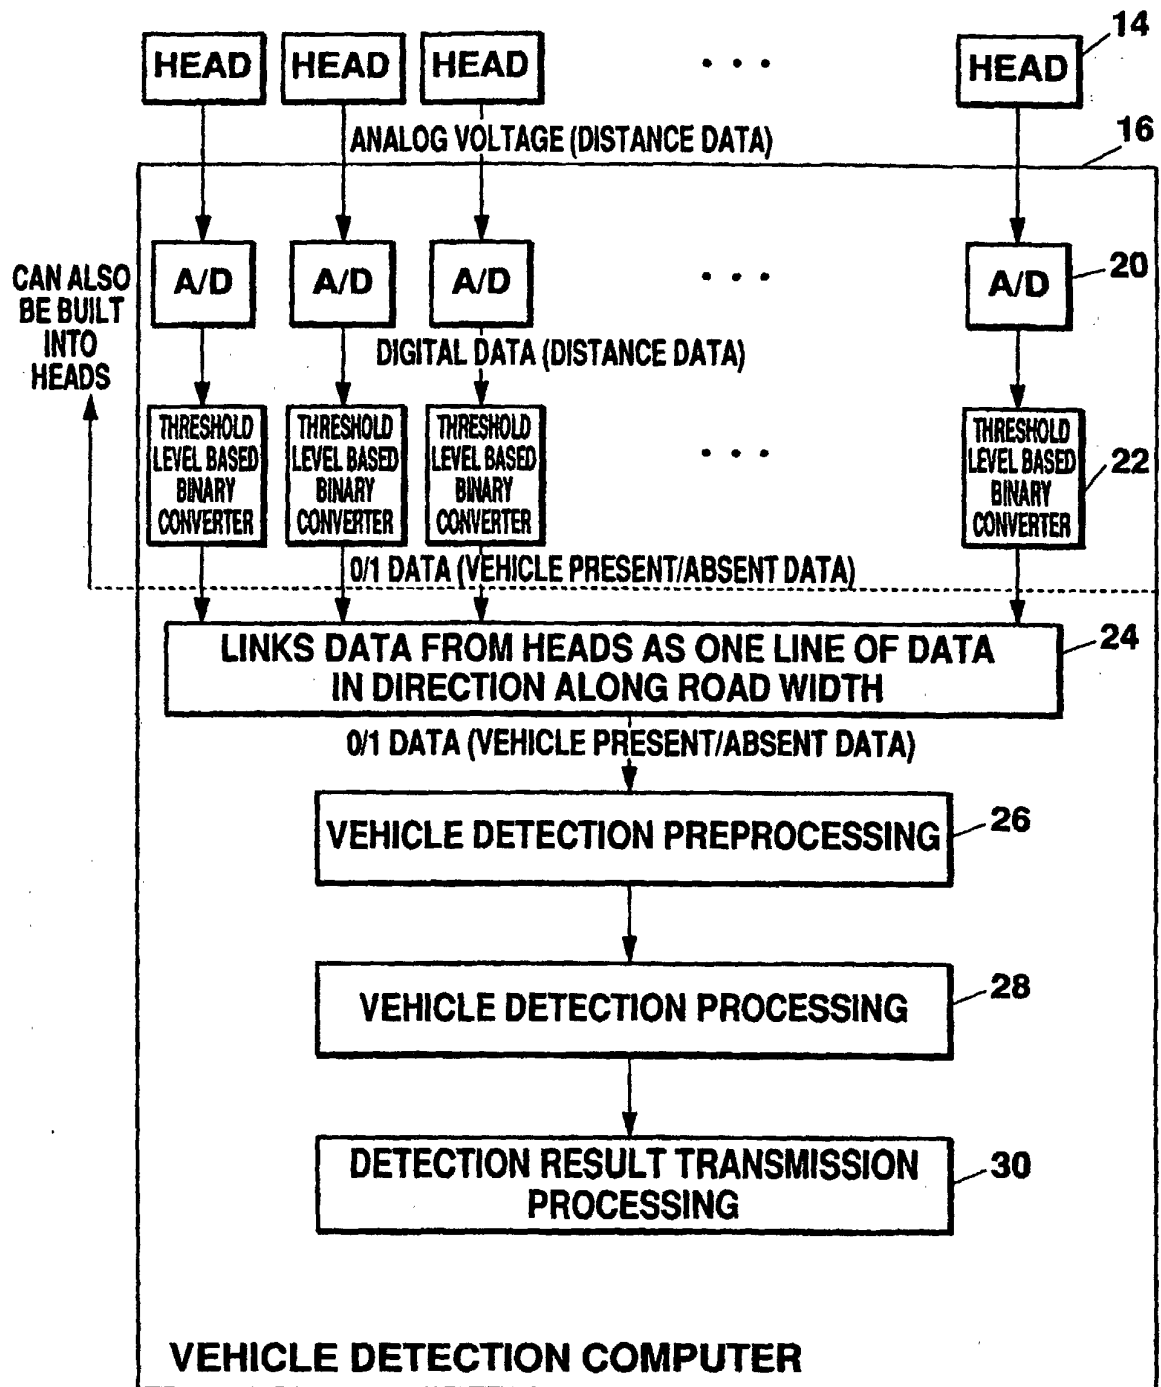 HEAD HEAD HEAD HEAD 14
ANALOG VOLTAGE (DISTANCE DATA)
16
A/D A/D A/D A/D 20
CAN ALSO
BE BUILT
INTO
HEADS
DIGITAL DATA (DISTANCE DATA)
THRESHOLD
LEVEL BASED
BINARY
CONVERTER
THRESHOLD
LEVEL BASED
BINARY
CONVERTER
THRESHOLD
LEVEL BASED
BINARY
CONVERTER
THRESHOLD
LEVEL BASED
BINARY
CONVERTER
22
0/1 DATA (VEHICLE PRESENT/ABSENT DATA)
LINKS DATA FROM HEADS AS ONE LINE OF DATA
IN DIRECTION ALONG ROAD WIDTH
24
0/1 DATA (VEHICLE PRESENT/ABSENT DATA)
VEHICLE DETECTION PREPROCESSING
26
VEHICLE DETECTION PROCESSING
28
DETECTION RESULT TRANSMISSION
PROCESSING
30
VEHICLE DETECTION COMPUTER